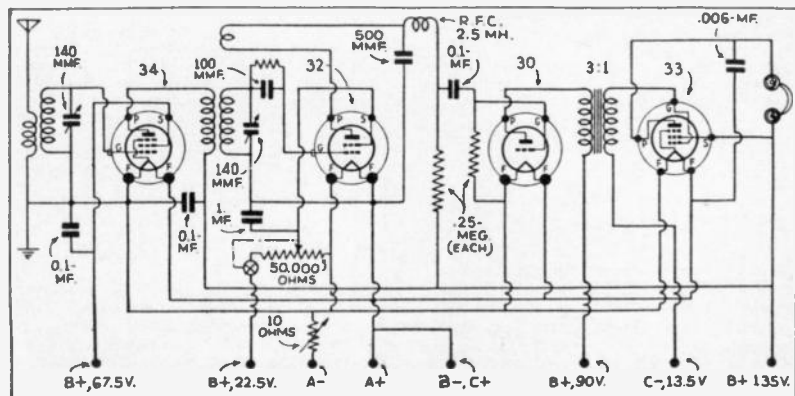 .006-MF.
R.F.C.
2.5 MH.
500
MMF.
0.1-
MF.
140
MMF.
34
100
MMF.
32
30
3:1
33
P
S
G
F
F
P
S
G
F
F
P
G
F
F
G
P
S
F
F
140
MMF.
1.
MF.
0.1-
MF.
0.1-
MF.
50,000
OHMS
.25-
MEG.
(EACH)
10
OHMS
B+,67.5V.
B+,22.5V.
A-
A+
B-, C+
B+,90V.
C-,13.5V
B+ 135V.